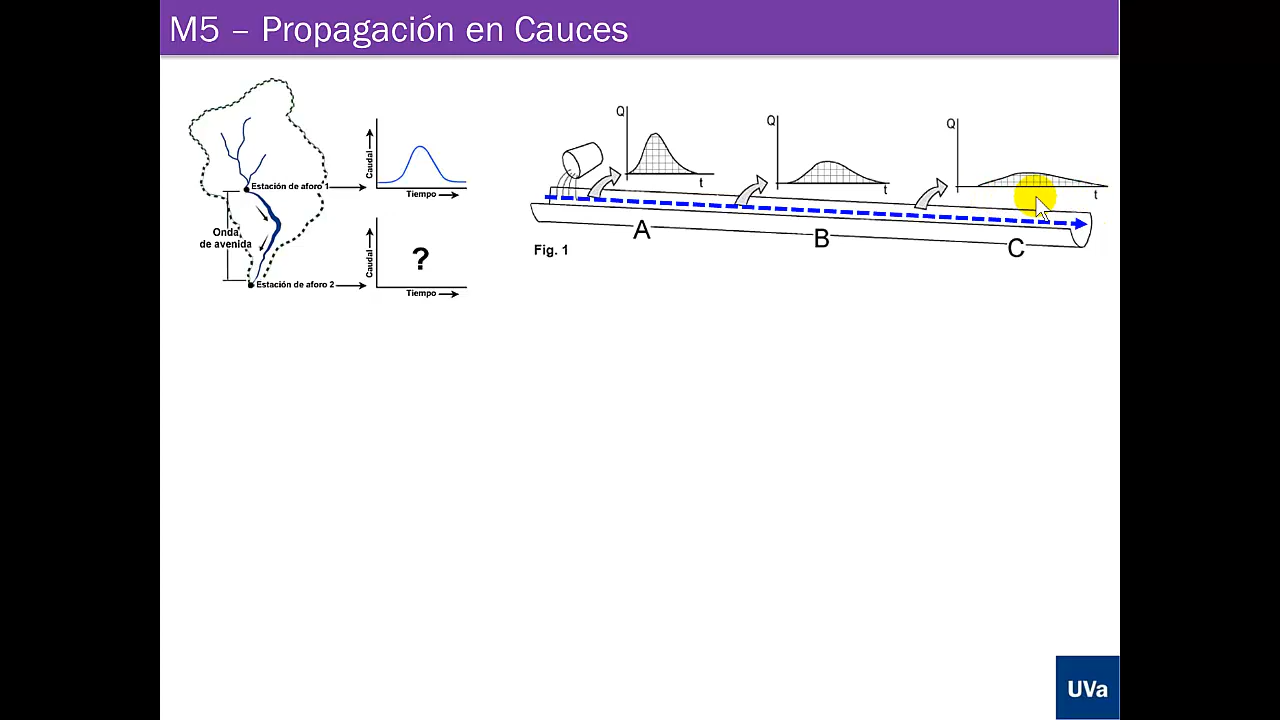 M5 – Propagación en Cauces
Estación de aforo 1
Caudal
Tiempo
Onda
de avenida
Estación de aforo 2
Caudal
?
Tiempo
Q
t
Q
t
Q
t
A
B
C
Fig. 1
UVa